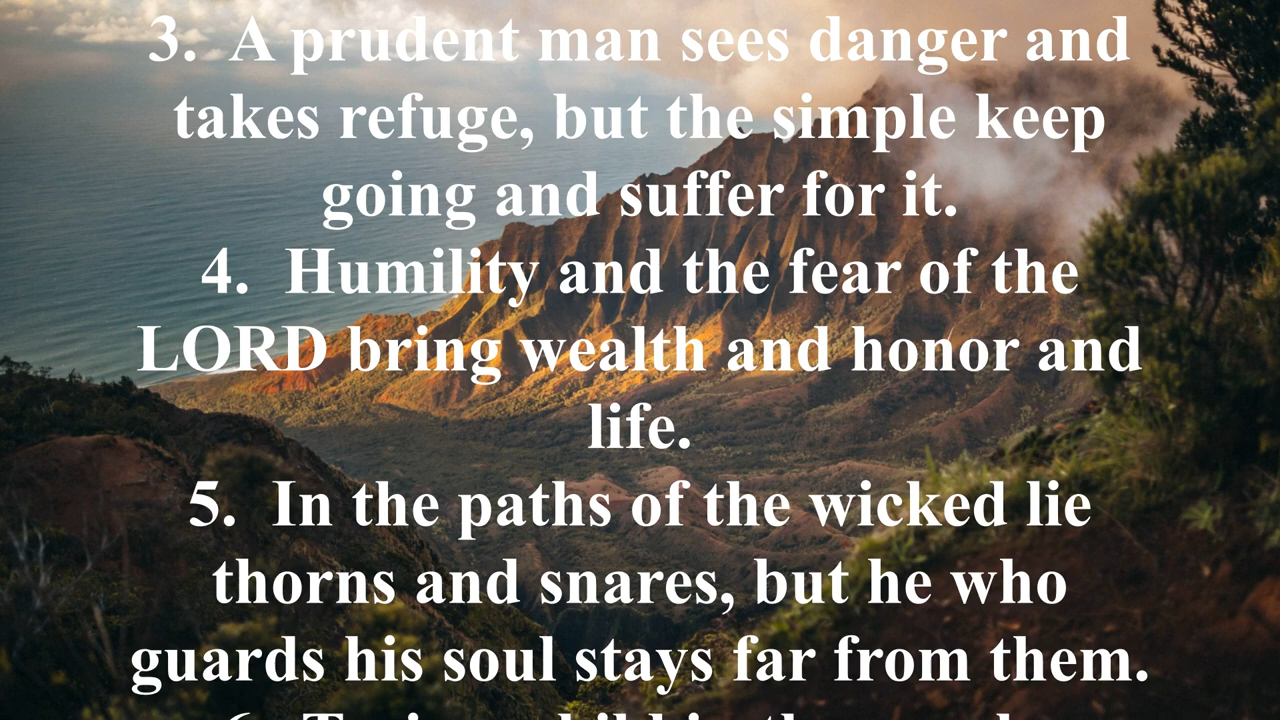 3.  A prudent man sees danger and
takes refuge, but the simple keep
going and suffer for it.
4.  Humility and the fear of the
LORD bring wealth and honor and
life.
5.  In the paths of the wicked lie
thorns and snares, but he who
guards his soul stays far from them.